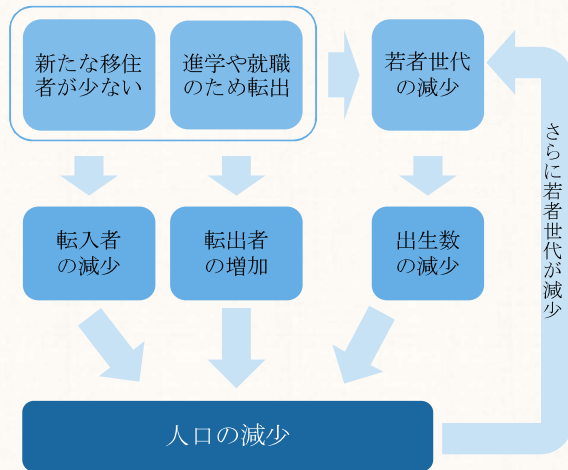 新たな移住
者が少ない
進学や就職
のため転出
若者世代
の減少
転入者
の減少
転出者
の増加
出生数
の減少
さらに若者世代が減少
人口の減少